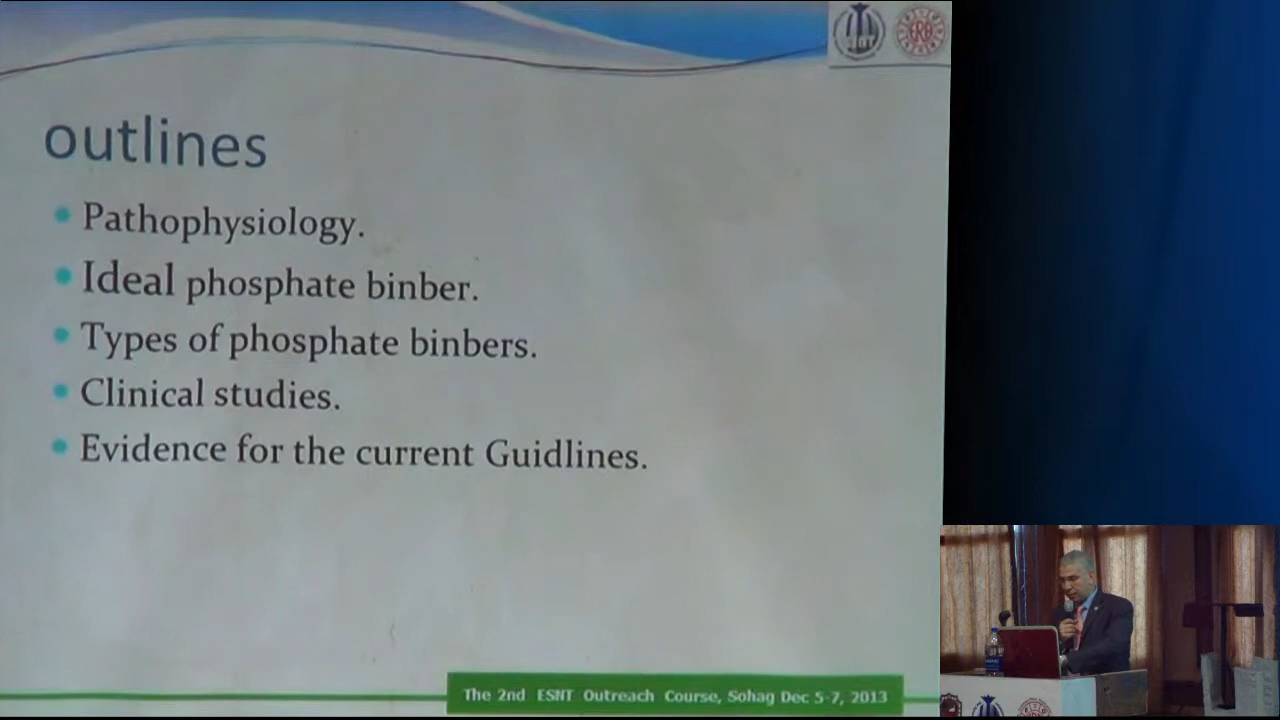 outlines
Pathophysiology.
Ideal phosphate binber.
Types of phosphate binbers.
Clinical studies.
Evidence for the current Guidlines.
The 2nd ESNT Outreach Course, Sohag Dec 5-7, 2013